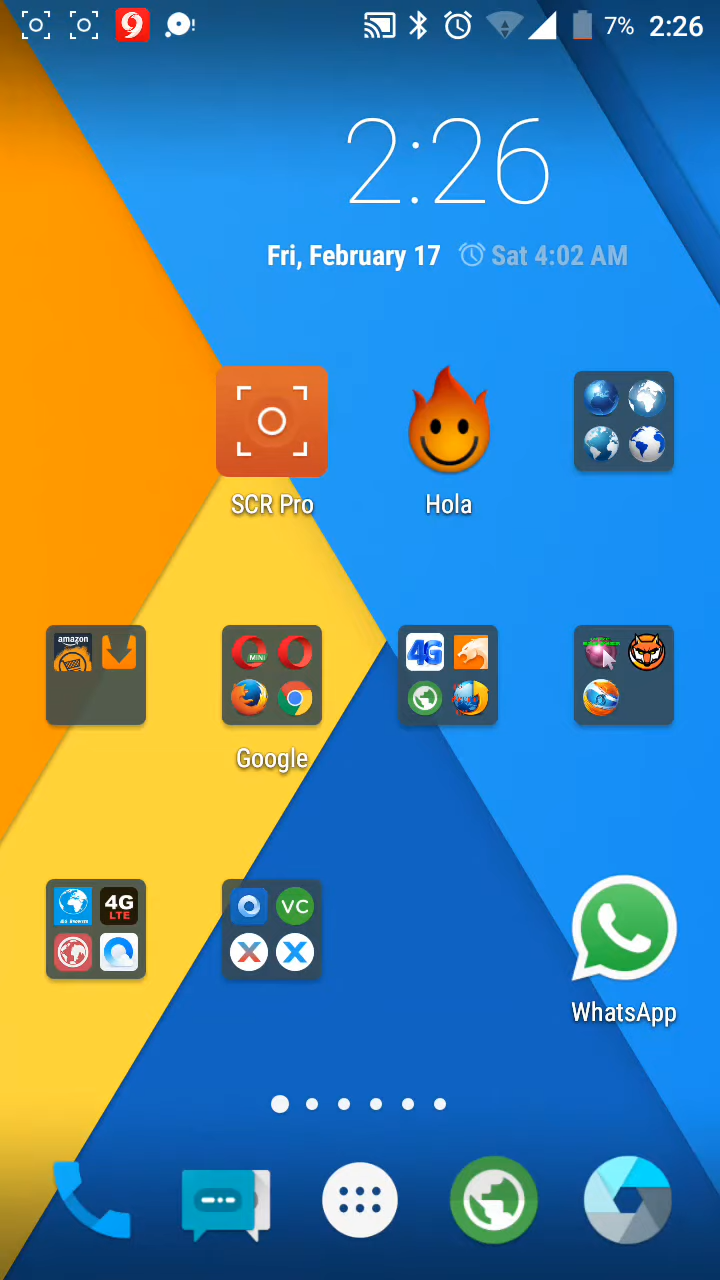 7% 2:26
2:26
Fri, February 17 Sat 4:02 AM
SCR Pro
Hola
amazon
MINI
4G
Google
4G
LTE
VC
WhatsApp